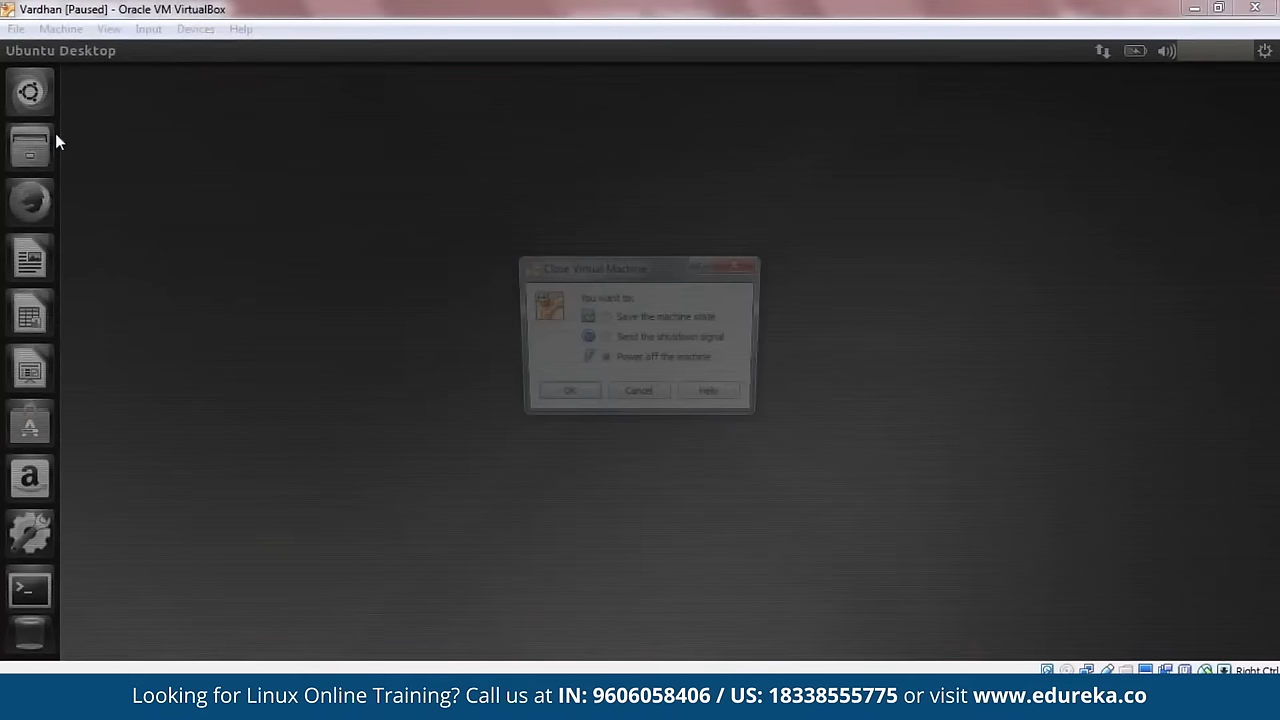 Vardhan [Paused] - Oracle VM VirtualBox
File Machine View Input Devices Help
Ubuntu Desktop
Close Virtual Machine
You want to:
Save the machine state
Send the shutdown signal
Power off the machine
OK Cancel Help
a
>_
Right Ctrl
Looking for Linux Online Training? Call us at IN: 9606058406 / US: 18338555775 or visit www.edureka.co